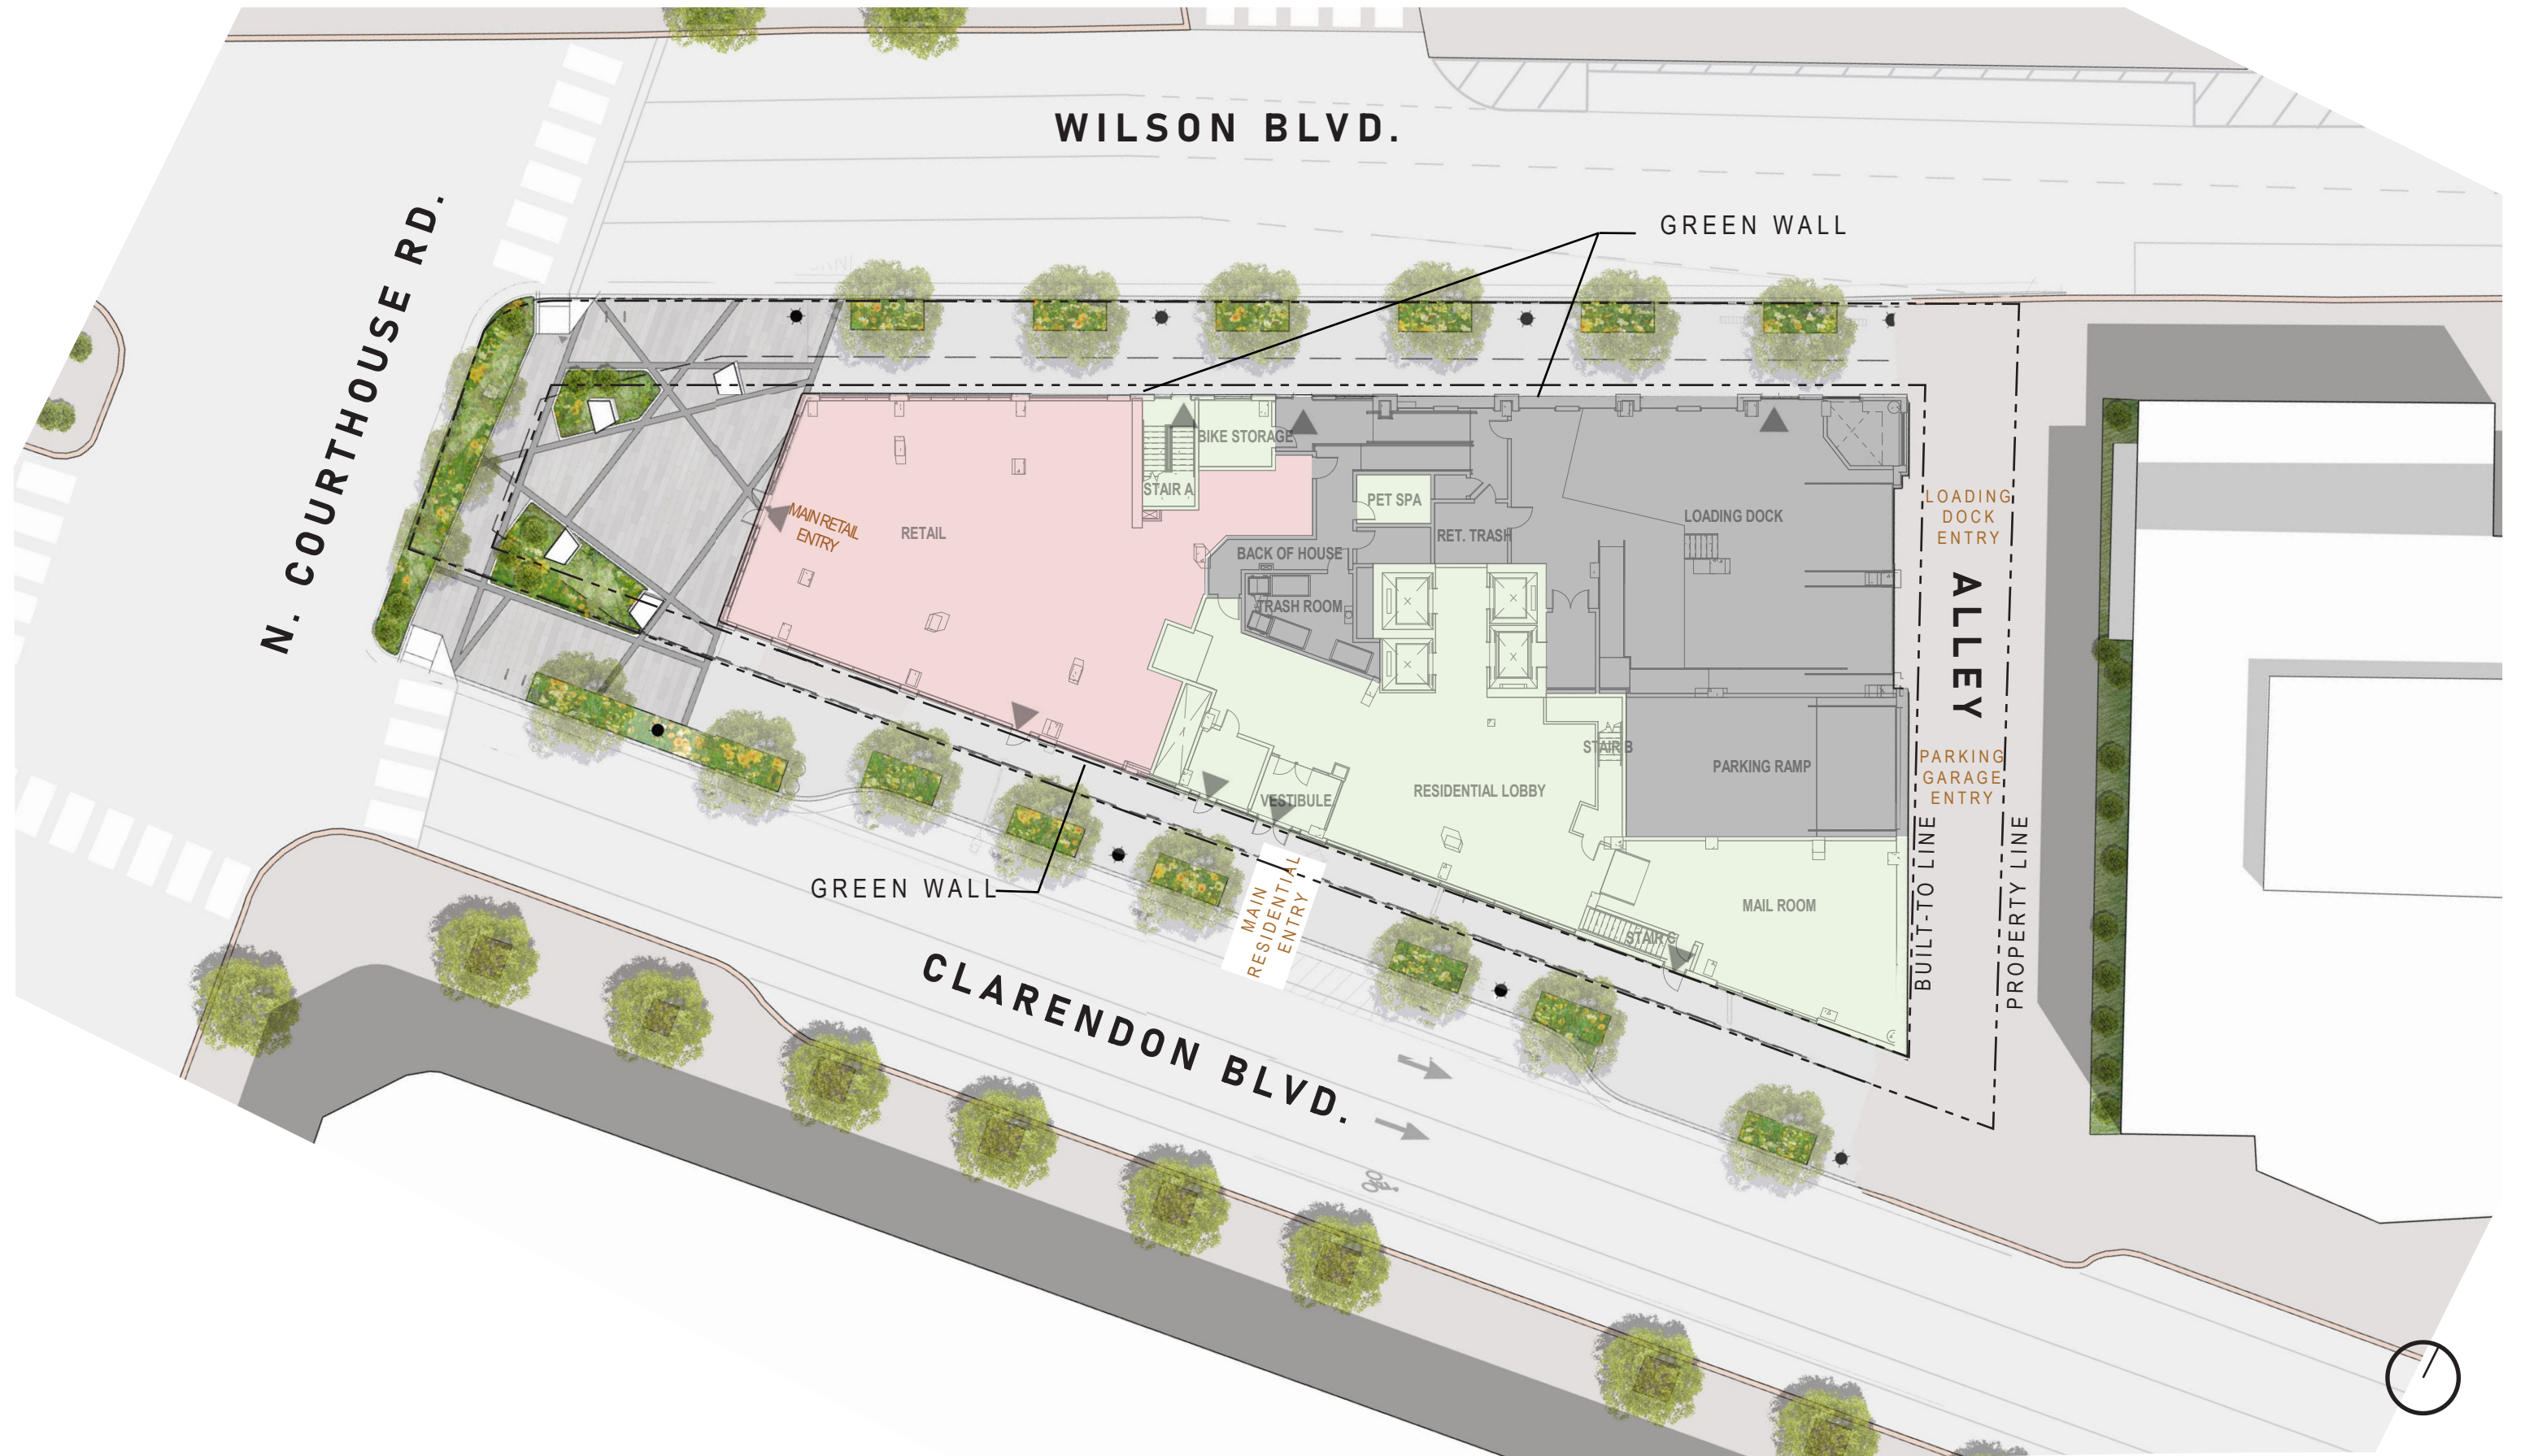 WILSON BLVD.
GREEN WALL
N. COURTHOUSE RD.
BIKE STORAGE
STAIR A
PET SPA
MAIN RETAIL
ENTRY
RETAIL
RET. TRASH
LOADING DOCK
LOADING
DOCK
ENTRY
BACK OF HOUSE
TRASH ROOM
ALLEY
STAIR B
PARKING RAMP
PARKING
GARAGE
ENTRY
VESTIBULE
RESIDENTIAL LOBBY
GREEN WALL
MAIN
RESIDENTIAL
ENTRY
MAIL ROOM
STAIR C
BUILT-TO LINE
PROPERTY LINE
CLARENDON BLVD.